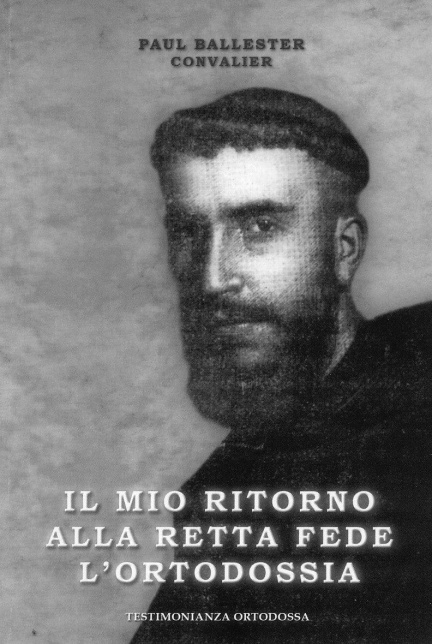 PAUL BALLESTER
CONVALIER
IL MIO RITORNO
ALLA RETTA FEDE
L'ORTODOSSIA
TESTIMONIANZA ORTODOSSA